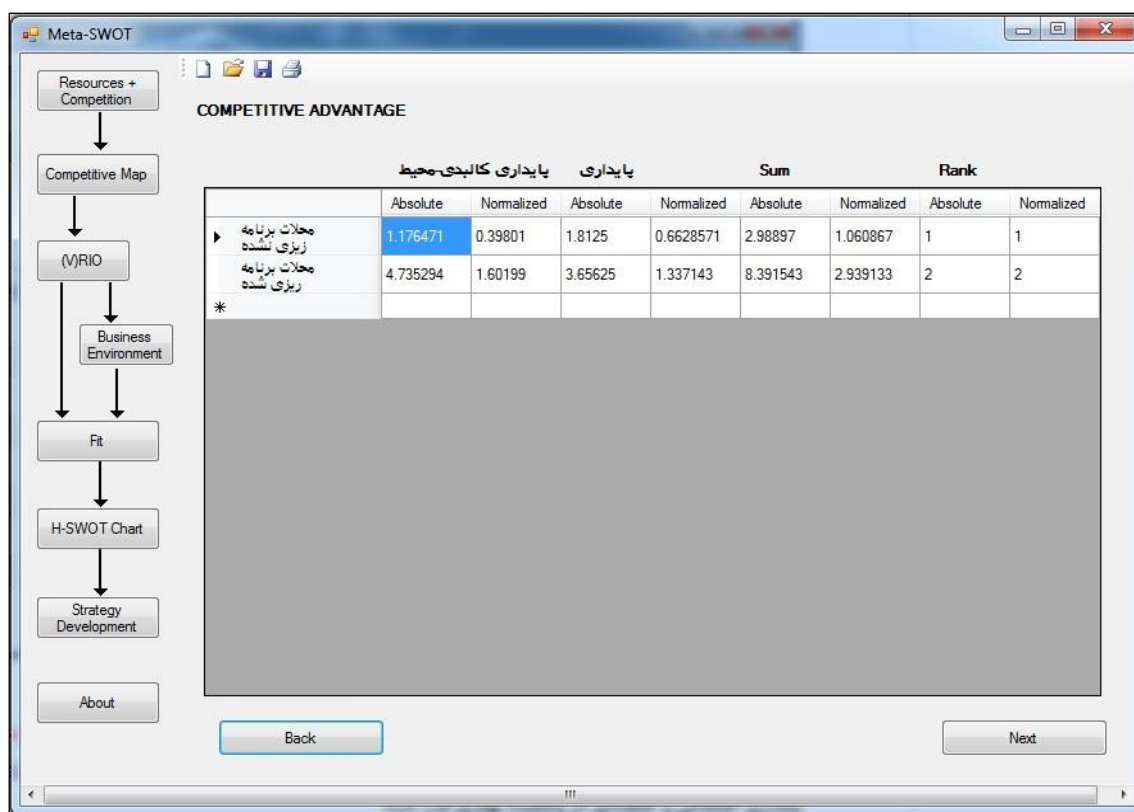 Meta-SWOT
Resources +
Competition
Competitive Map
(V)RIO
Business
Environment
Fit
H-SWOT Chart
Strategy
Development
About
COMPETITIVE ADVANTAGE
پایداری کالبدی-محیط پایداری Sum Rank
Absolute Normalized Absolute Normalized Absolute Normalized Absolute Normalized
محلات برنامه
زیزی نشده
1.176471 0.39801 1.8125 0.6628571 2.98897 1.060867 1 1
محلات برنامه
ریزی شده
4.735294 1.60199 3.65625 1.337143 8.391543 2.939133 2 2
Back
Next